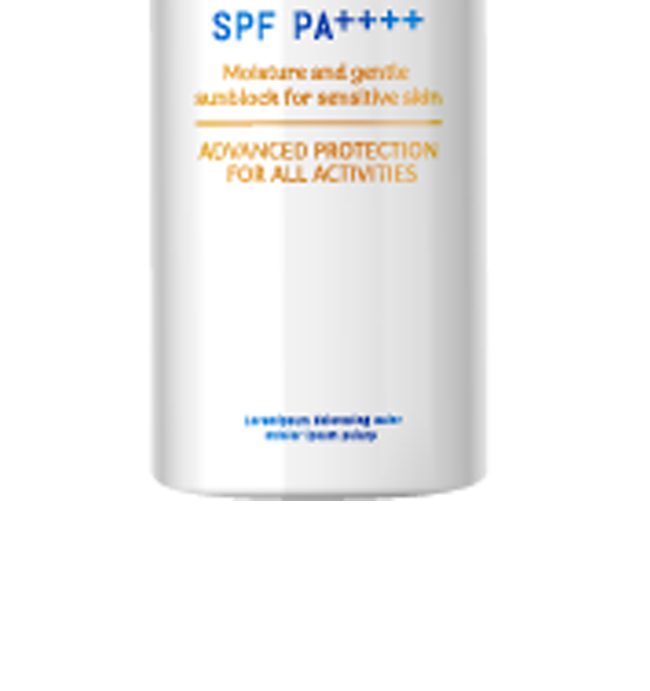 SPF PA++++
Moisture and gentle
sunblock for sensitive skin
ADVANCED PROTECTION
FOR ALL ACTIVITIES